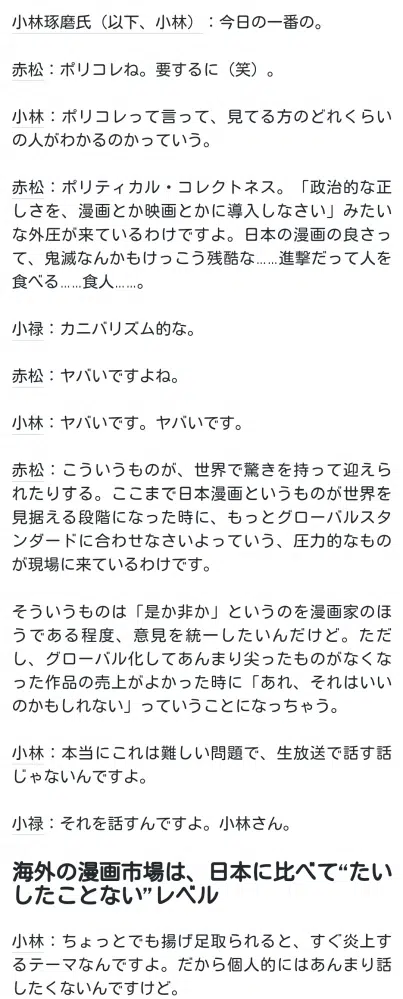 小林琢磨氏（以下、小林）：今日の一番の。
赤松：ポリコレね。要するに（笑）。
小林：ポリコレって言って、見てる方のどれくらい
の人がわかるのかっていう。
赤松：ポリティカル・コレクトネス。「政治的な正
しさを、漫画とか映画とかに導入しなさい」みたい
な外圧が来ているわけですよ。日本の漫画の良さっ
て、鬼滅なんかもけっこう残酷な……進撃だって人を
食べる……食人……。
小禄：カニバリズム的な。
赤松：ヤバいですよね。
小林：ヤバいです。ヤバいです。
赤松：こういうものが、世界で驚きを持って迎えら
れたりする。ここまで日本漫画というものが世界を
見据える段階になった時に、もっとグローバルスタ
ンダードに合わせなさいよっていう、圧力的なもの
が現場に来ているわけです。
そういうものは「是か非か」というのを漫画家のほ
うである程度、意見を統一したいんだけど。ただ
し、グローバル化してあんまり尖ったものがなくな
った作品の売上がよかった時に「あれ、それはいい
のかもしれない」っていうことになっちゃう。
小林：本当にこれは難しい問題で、生放送で話す話
じゃないんですよ。
小禄：それを話すんですよ。小林さん。
海外の漫画市場は、日本に比べて“たい
したことない”レベル
小林：ちょっとでも揚げ足取られると、すぐ炎上す
るテーマなんですよ。だから個人的にはあんまり話
したくないんですけど。